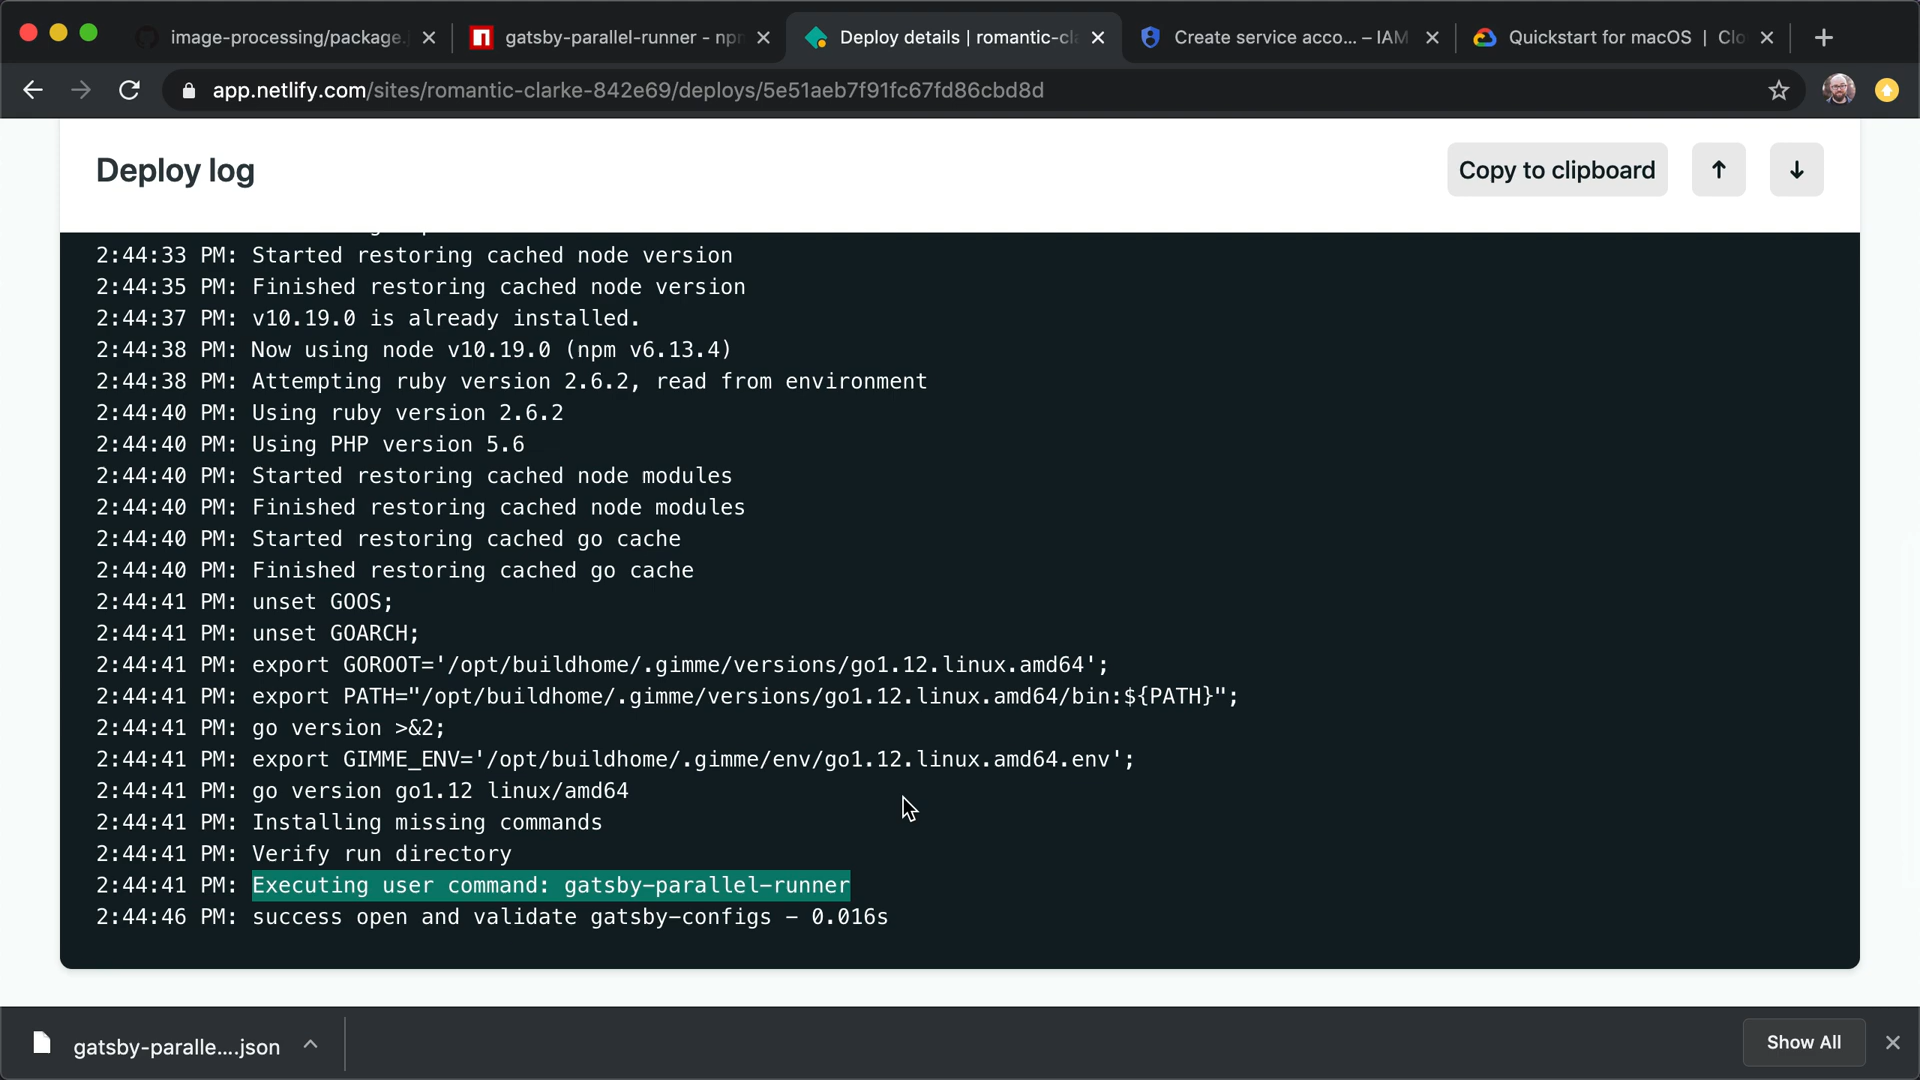 image-processing/package.j
gatsby-parallel-runner - npm
Deploy details | romantic-cla
Create service acco... – IAM
Quickstart for macOS | Clo
app.netlify.com/sites/romantic-clarke-842e69/deploys/5e51aeb7f91fc67fd86cbd8d
Deploy log
Copy to clipboard
2:44:33 PM: Started restoring cached node version
2:44:35 PM: Finished restoring cached node version
2:44:37 PM: v10.19.0 is already installed.
2:44:38 PM: Now using node v10.19.0 (npm v6.13.4)
2:44:38 PM: Attempting ruby version 2.6.2, read from environment
2:44:40 PM: Using ruby version 2.6.2
2:44:40 PM: Using PHP version 5.6
2:44:40 PM: Started restoring cached node modules
2:44:40 PM: Finished restoring cached node modules
2:44:40 PM: Started restoring cached go cache
2:44:40 PM: Finished restoring cached go cache
2:44:41 PM: unset GOOS;
2:44:41 PM: unset GOARCH;
2:44:41 PM: export GOROOT='/opt/buildhome/.gimme/versions/go1.12.linux.amd64';
2:44:41 PM: export PATH="/opt/buildhome/.gimme/versions/go1.12.linux.amd64/bin:${PATH}";
2:44:41 PM: go version >&2;
2:44:41 PM: export GIMME_ENV='/opt/buildhome/.gimme/env/go1.12.linux.amd64.env';
2:44:41 PM: go version go1.12 linux/amd64
2:44:41 PM: Installing missing commands
2:44:41 PM: Verify run directory
2:44:41 PM: Executing user command: gatsby-parallel-runner
2:44:46 PM: success open and validate gatsby-configs – 0.016s
gatsby-paralle....json
Show All